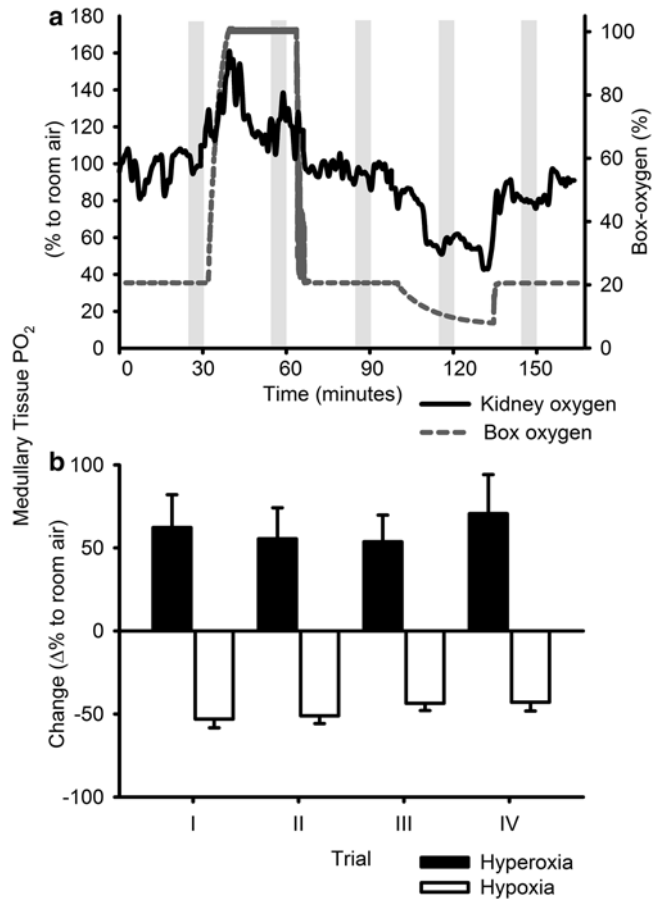 a
180
160
140
120
100
80
60
40
20
0
(% to room air)
100
80
60
40
20
0
Box-oxygen (%)
0 30 60 90 120 150
Time (minutes)
Kidney oxygen
Box oxygen
Medullary Tissue PO2
b
100
50
0
-50
-100
Change (Δ% to room air)
I II III IV
Trial
Hyperoxia
Hypoxia